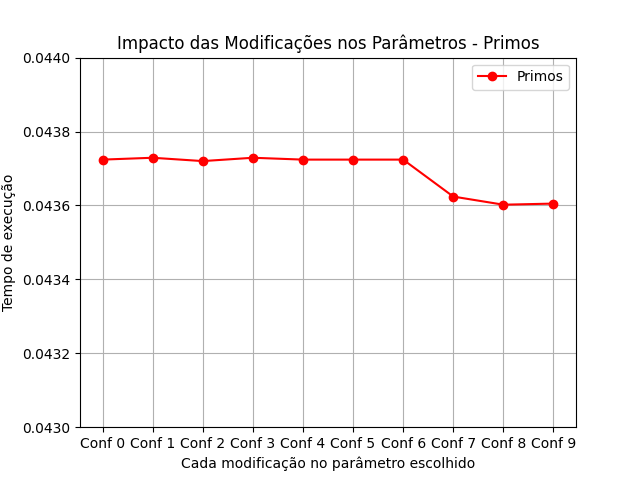 Impacto das Modificações nos Parâmetros - Primos
0.0440
0.0438
0.0436
0.0434
0.0432
0.0430
Tempo de execução
Primos
Conf 0 Conf 1 Conf 2 Conf 3 Conf 4 Conf 5 Conf 6 Conf 7 Conf 8 Conf 9
Cada modificação no parâmetro escolhido